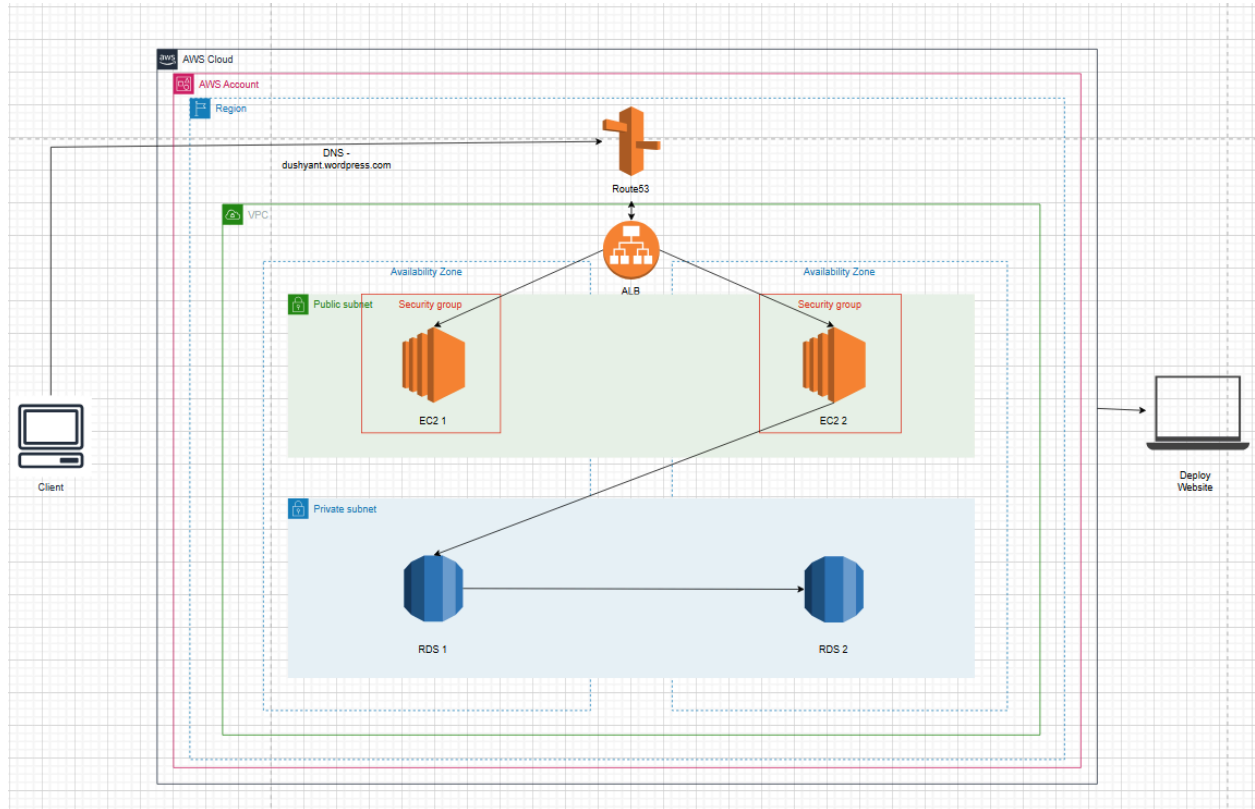 aws
AWS Cloud
AWS Account
Region
DNS -
dushyant.wordpress.com
Route53
VPC
ALB
Availability Zone
Availability Zone
Public subnet
Security group
Security group
EC2 1
EC2 2
Client
Deploy
Website
Private subnet
RDS 1
RDS 2